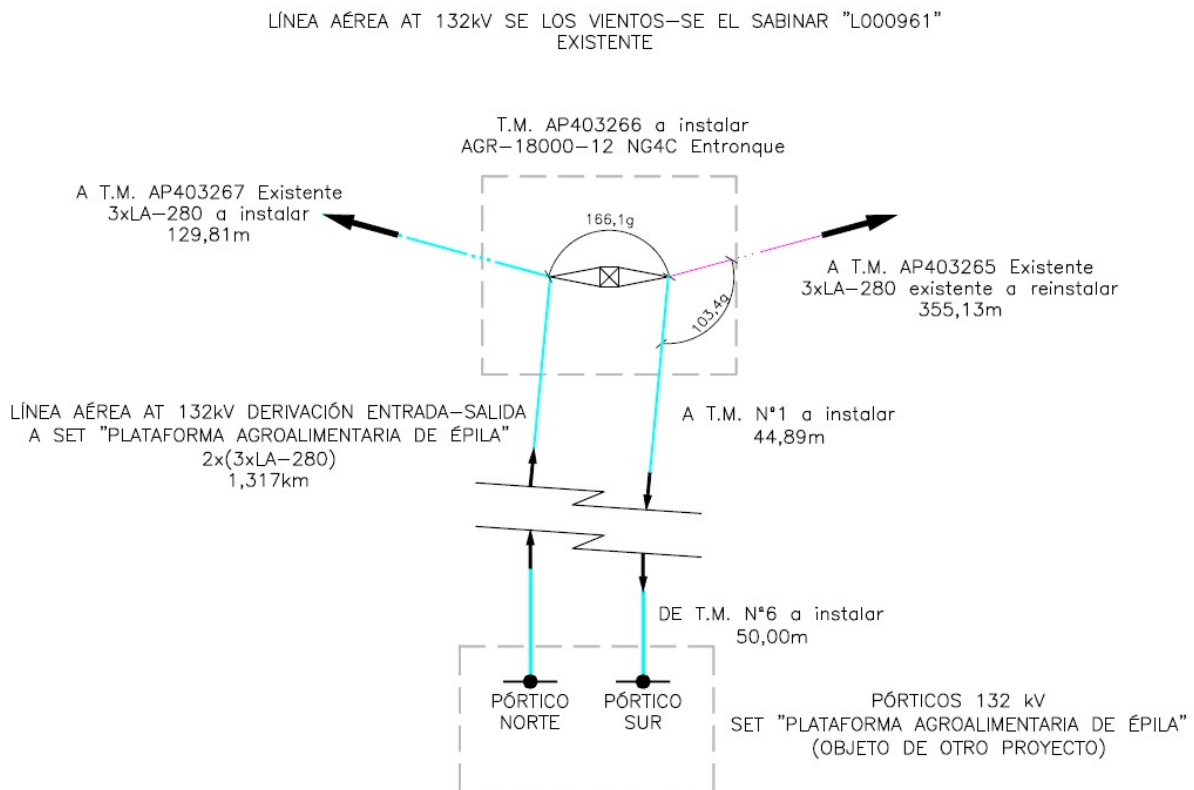 LÍNEA AÉREA AT 132kV SE LOS VIENTOS-SE EL SABINAR "L000961"
EXISTENTE
T.M. AP403266 a instalar
AGR-18000-12 NG4C Entronque
A T.M. AP403267 Existente
3xLA-280 a instalar
129,81m
166,1g
A T.M. AP403265 Existente
3xLA-280 existente a reinstalar
355,13m
103,4g
LÍNEA AÉREA AT 132kV DERIVACIÓN ENTRADA-SALIDA
A SET "PLATAFORMA AGROALIMENTARIA DE ÉPILA"
2x(3xLA-280)
1,317km
A T.M. N°1 a instalar
44,89m
DE T.M. N°6 a instalar
50,00m
PÓRTICO
NORTE
PÓRTICO
SUR
PÓRTICOS 132 kV
SET "PLATAFORMA AGROALIMENTARIA DE ÉPILA"
(OBJETO DE OTRO PROYECTO)